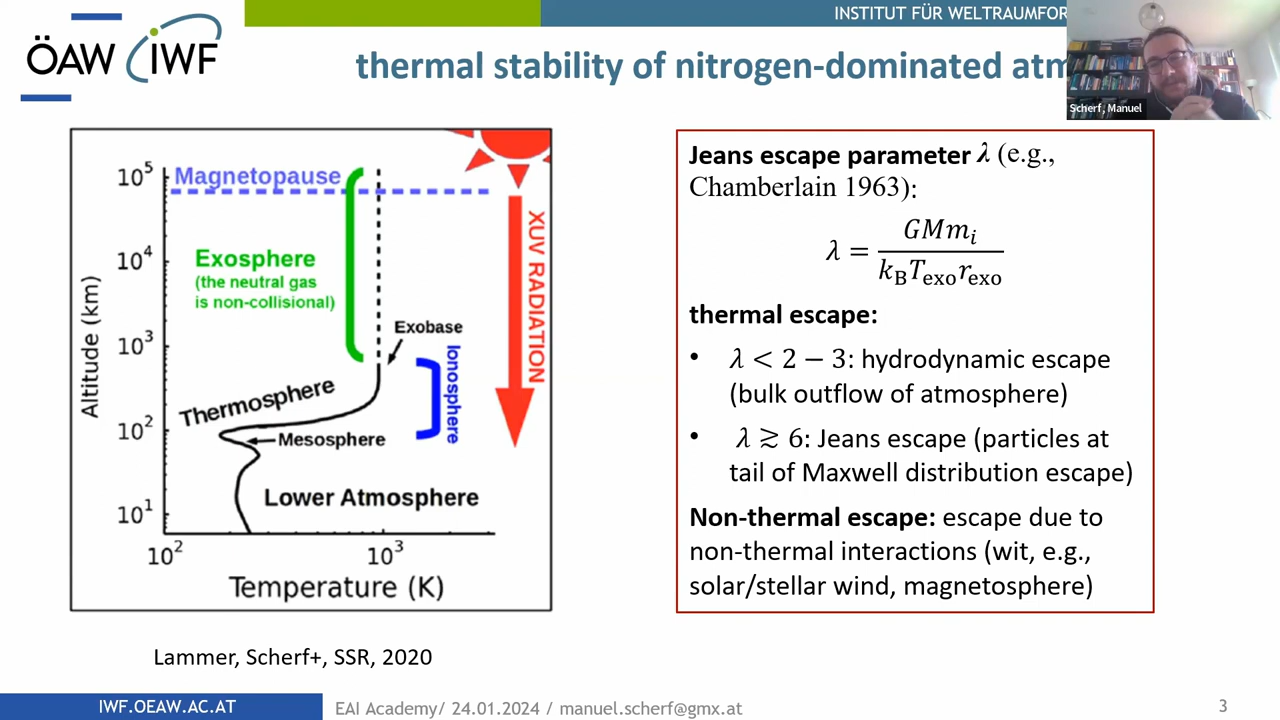 ÖAW IWF
INSTITUT FÜR WELTRAUMFOR
thermal stability of nitrogen-dominated atm
Scherf, Manuel
Altitude (km)
10⁵
10⁴
10³
10²
10¹
Magnetopause
Exosphere
(the neutral gas
is non-collisional)
Exobase
Ionosphere
Thermosphere
Mesosphere
Lower Atmosphere
XUV RADIATION
10² 10³
Temperature (K)
Lammer, Scherf+, SSR, 2020
Jeans escape parameter λ (e.g.,
Chamberlain 1963):
λ = GMmᵢ / k_B T_exo r_exo
thermal escape:
• λ < 2 − 3: hydrodynamic escape
(bulk outflow of atmosphere)
• λ ≳ 6: Jeans escape (particles at
tail of Maxwell distribution escape)
Non-thermal escape: escape due to
non-thermal interactions (wit, e.g.,
solar/stellar wind, magnetosphere)
IWF.OEAW.AC.AT
EAI Academy/ 24.01.2024 / manuel.scherf@gmx.at
3